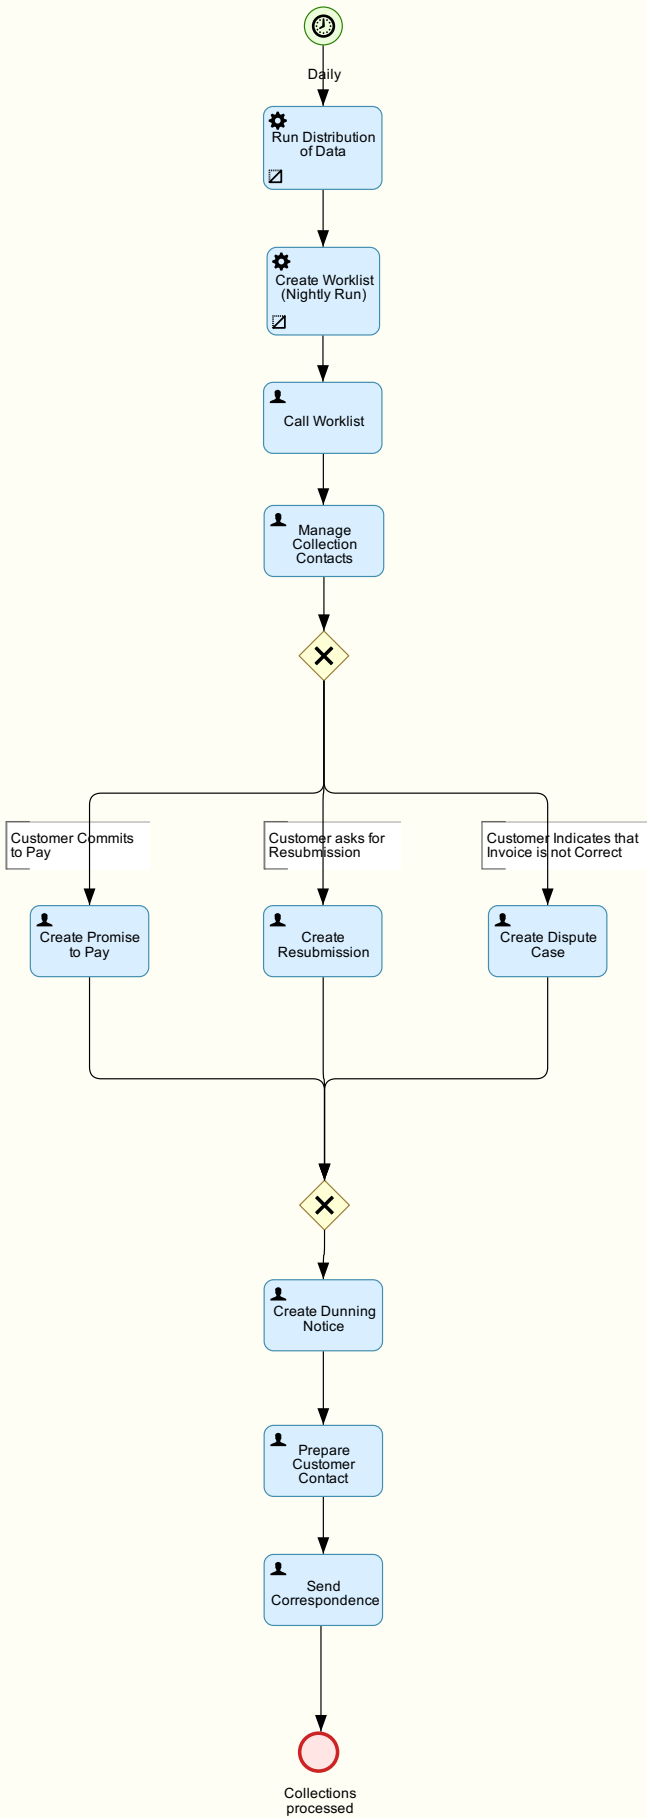 Daily
Run Distribution
of Data
Create Worklist
(Nightly Run)
Call Worklist
Manage
Collection
Contacts
Customer Commits
to Pay
Customer asks for
Resubmission
Customer Indicates that
Invoice is not Correct
Create Promise
to Pay
Create
Resubmission
Create Dispute
Case
Create Dunning
Notice
Prepare
Customer
Contact
Send
Correspondence
Collections
processed